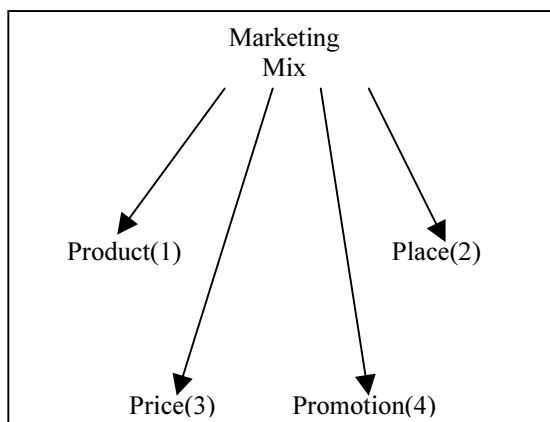 Marketing
Mix
Product(1)
Place(2)
Price(3)
Promotion(4)